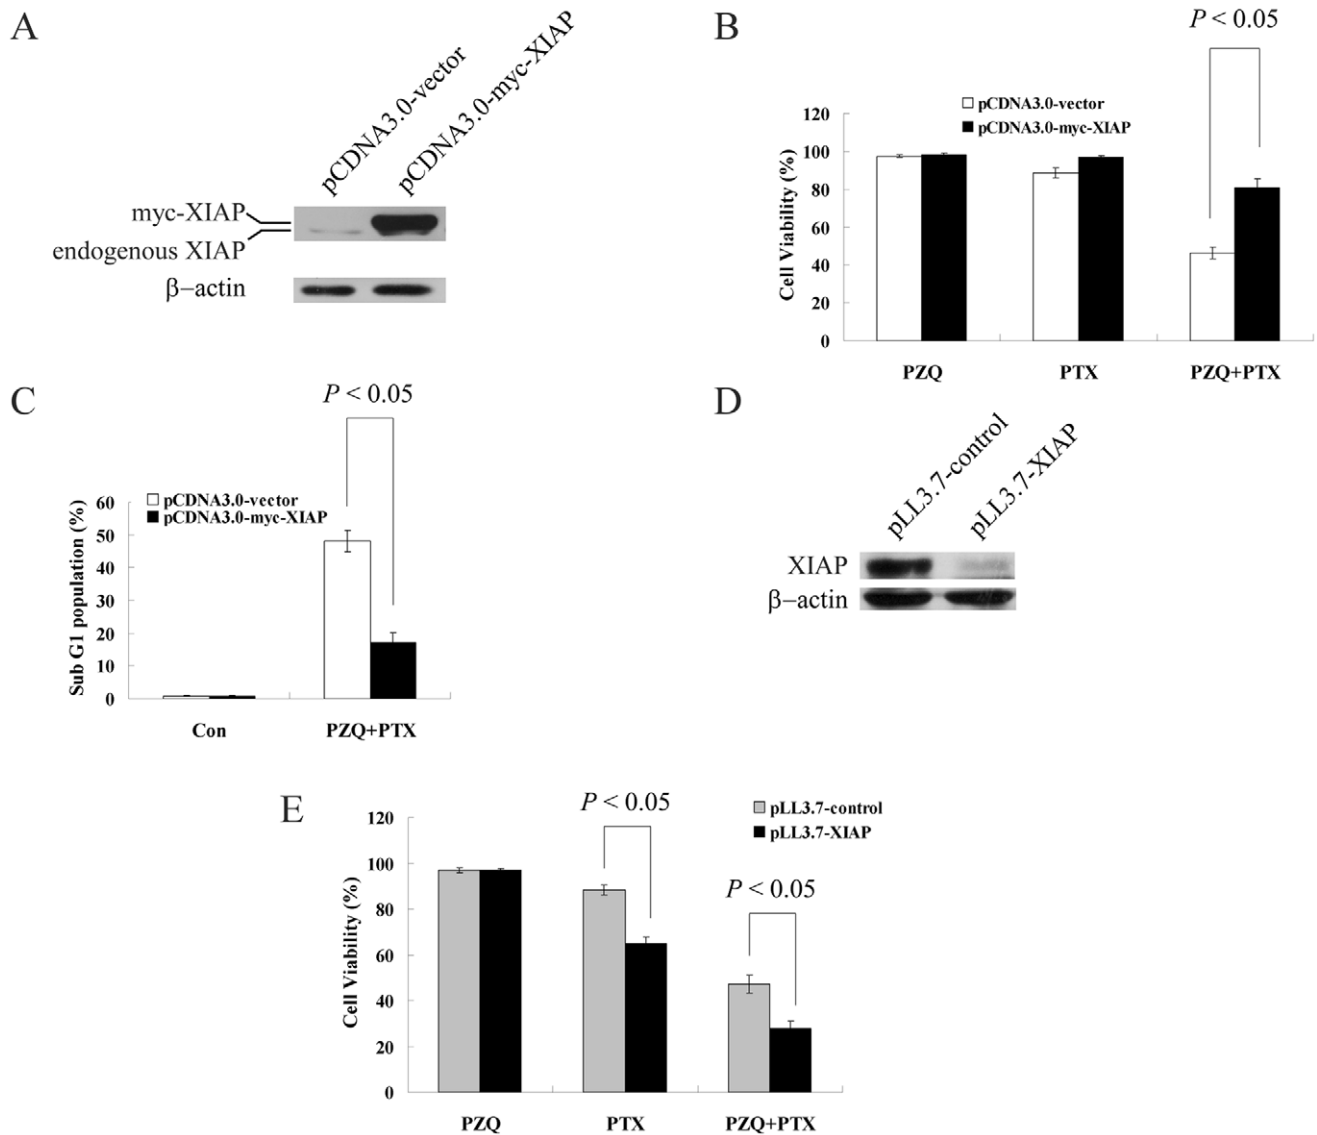 A
pCDNA3.0-vector
pCDNA3.0-myc-XIAP
myc-XIAP
endogenous XIAP
β–actin
B
P < 0.05
pCDNA3.0-vector
pCDNA3.0-myc-XIAP
Cell Viability (%)
120
100
80
60
40
20
0
PZQ
PTX
PZQ+PTX
C
P < 0.05
pCDNA3.0-vector
pCDNA3.0-myc-XIAP
Sub G1 population (%)
60
50
40
30
20
10
0
Con
PZQ+PTX
D
pLL3.7-control
pLL3.7-XIAP
XIAP
β–actin
E
P < 0.05
P < 0.05
pLL3.7-control
pLL3.7-XIAP
Cell Viability (%)
120
100
80
60
40
20
0
PZQ
PTX
PZQ+PTX